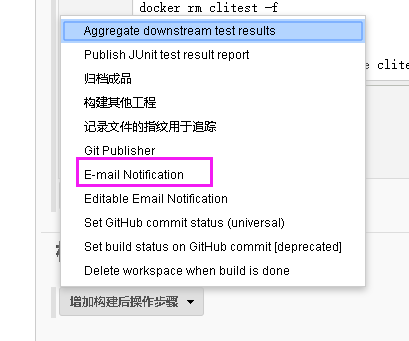 docker rm clitest -f
Aggregate downstream test results
Publish JUnit test result report
归档成品
e clite
构建其他工程
记录文件的指纹用于追踪
Git Publisher
E-mail Notification
Editable Email Notification
Set GitHub commit status (universal)
Set build status on GitHub commit [deprecated]
Delete workspace when build is done
增加构建后操作步骤